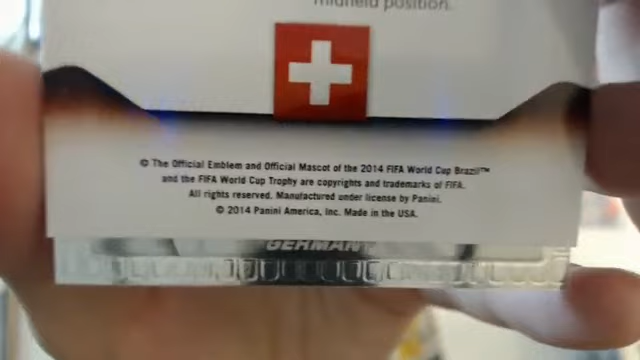 midfield position.
© The Official Emblem and Official Mascot of the 2014 FIFA World Cup Brazil™
and the FIFA World Cup Trophy are copyrights and trademarks of FIFA.
All rights reserved. Manufactured under license by Panini.
© 2014 Panini America, Inc. Made in the USA.
GERMANY